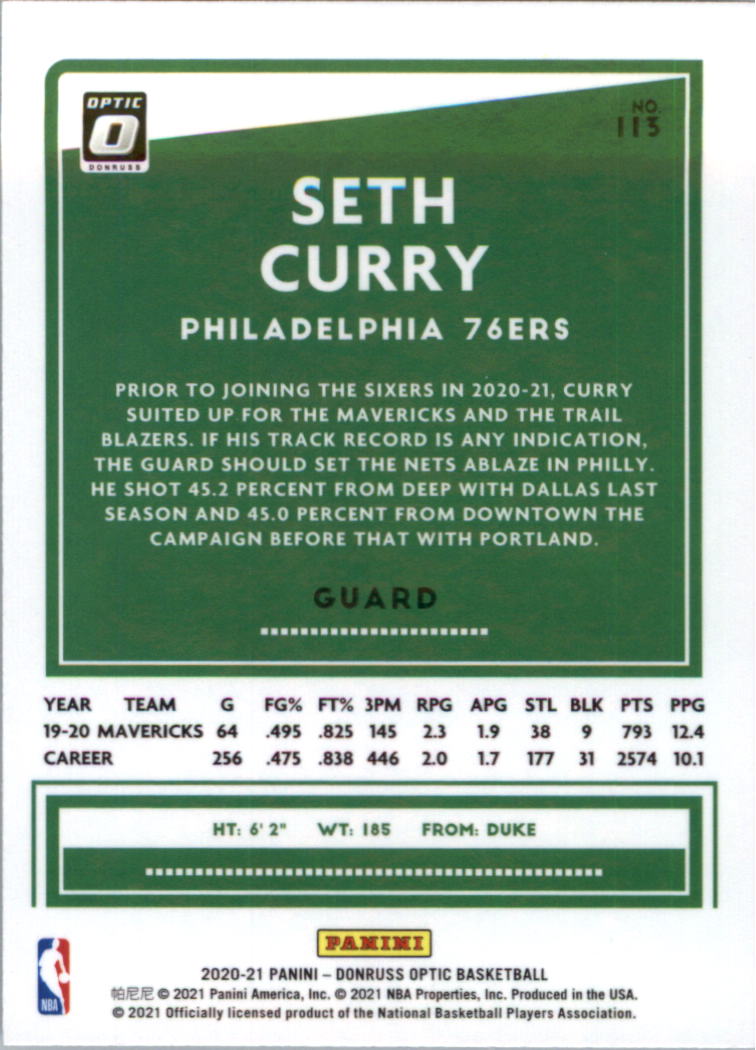 OPTIC
O
DONRUSS
NO.
113
SETH
CURRY
PHILADELPHIA 76ERS
PRIOR TO JOINING THE SIXERS IN 2020-21, CURRY
SUITED UP FOR THE MAVERICKS AND THE TRAIL
BLAZERS. IF HIS TRACK RECORD IS ANY INDICATION,
THE GUARD SHOULD SET THE NETS ABLAZE IN PHILLY.
HE SHOT 45.2 PERCENT FROM DEEP WITH DALLAS LAST
SEASON AND 45.0 PERCENT FROM DOWNTOWN THE
CAMPAIGN BEFORE THAT WITH PORTLAND.
GUARD
YEAR TEAM G FG% FT% 3PM RPG APG STL BLK PTS PPG
19-20 MAVERICKS 64 .495 .825 145 2.3 1.9 38 9 793 12.4
CAREER 256 .475 .838 446 2.0 1.7 177 31 2574 10.1
HT: 6' 2" WT: 185 FROM: DUKE
PANINI
NBA
2020-21 PANINI – DONRUSS OPTIC BASKETBALL
帕尼尼 © 2021 Panini America, Inc. © 2021 NBA Properties, Inc. Produced in the USA.
© 2021 Officially licensed product of the National Basketball Players Association.